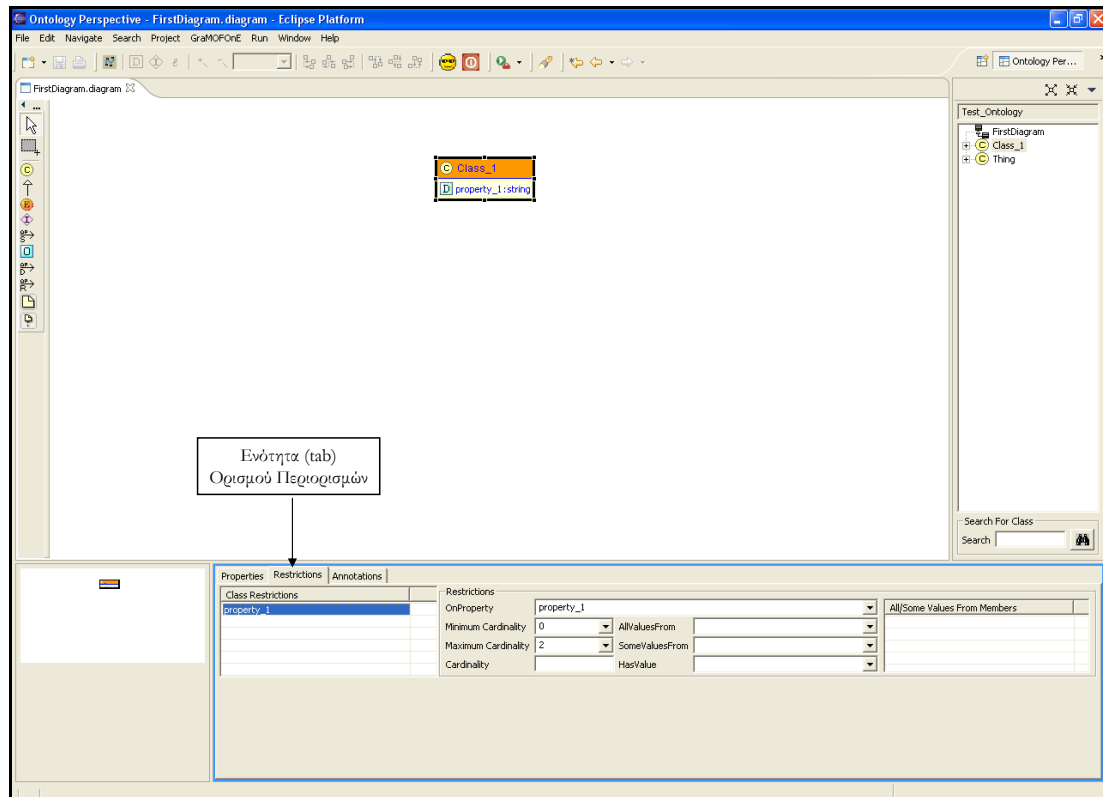 Ontology Perspective - FirstDiagram.diagram - Eclipse Platform
File Edit Navigate Search Project GraMOFOnE Run Window Help
Ontology Per...
FirstDiagram.diagram
Test_Ontology
FirstDiagram
C Class_1
C Thing
C Class_1
D property_1:string
Ενότητα (tab)
Ορισμού Περιορισμών
Search For Class
Search
Properties Restrictions Annotations
Class Restrictions
property_1
Restrictions
OnProperty property_1
Minimum Cardinality 0 AllValuesFrom
Maximum Cardinality 2 SomeValuesFrom
Cardinality HasValue
All/Some Values From Members